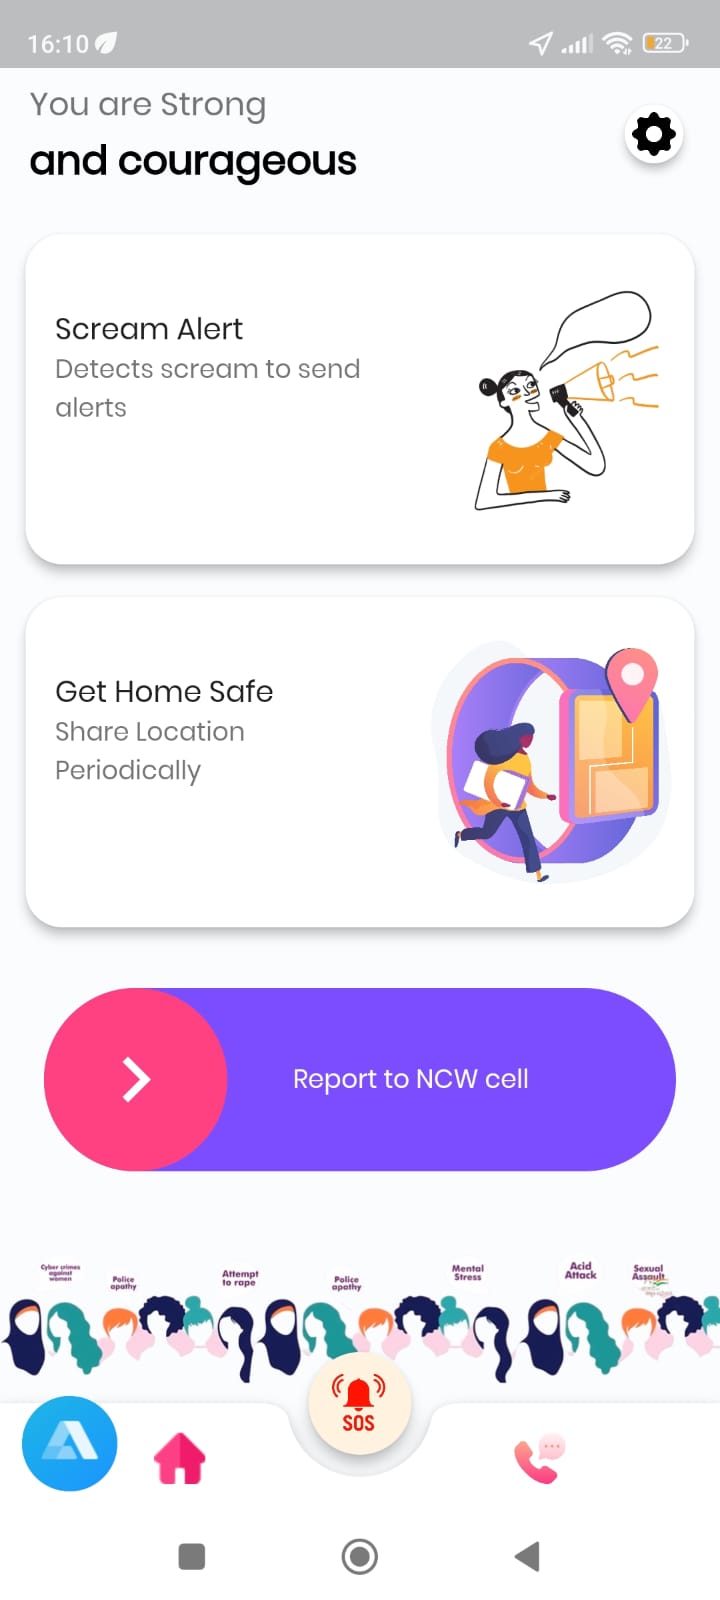 16:10
22
You are Strong
and courageous
Scream Alert
Detects scream to send
alerts
Get Home Safe
Share Location
Periodically
Report to NCW cell
Cyber crimes
against
women
Police
apathy
Attempt
to rape
Police
apathy
Mental
Stress
Acid
Attack
Sexual
Assault
SOS